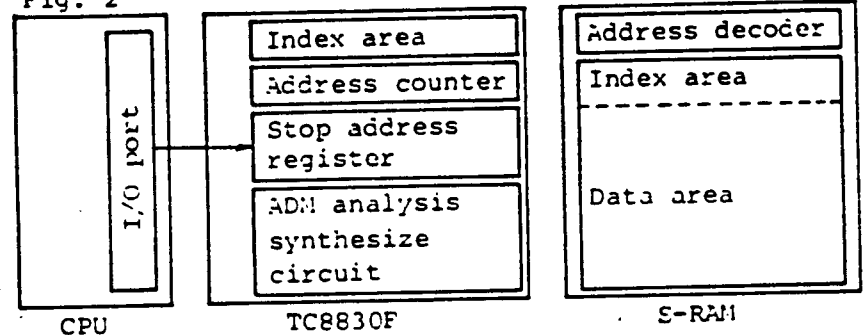 Fig. 2
I/O port
CPU
Index area
Address counter
Stop address
register
ADM analysis
synthesize
circuit
TC8830F
Address decoder
Index area
Data area
S-RAM